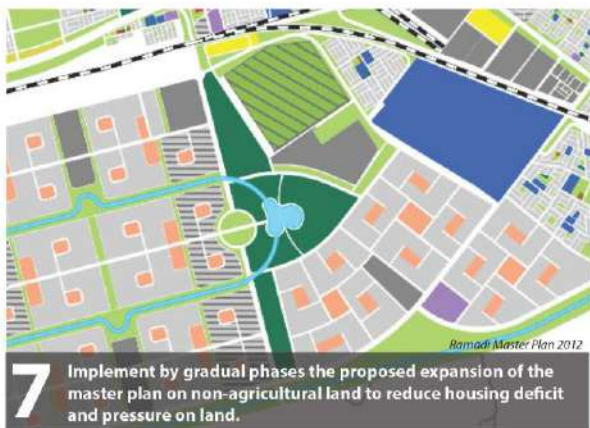 Ramadi Master Plan 2012
7
Implement by gradual phases the proposed expansion of the
master plan on non-agricultural land to reduce housing deficit
and pressure on land.